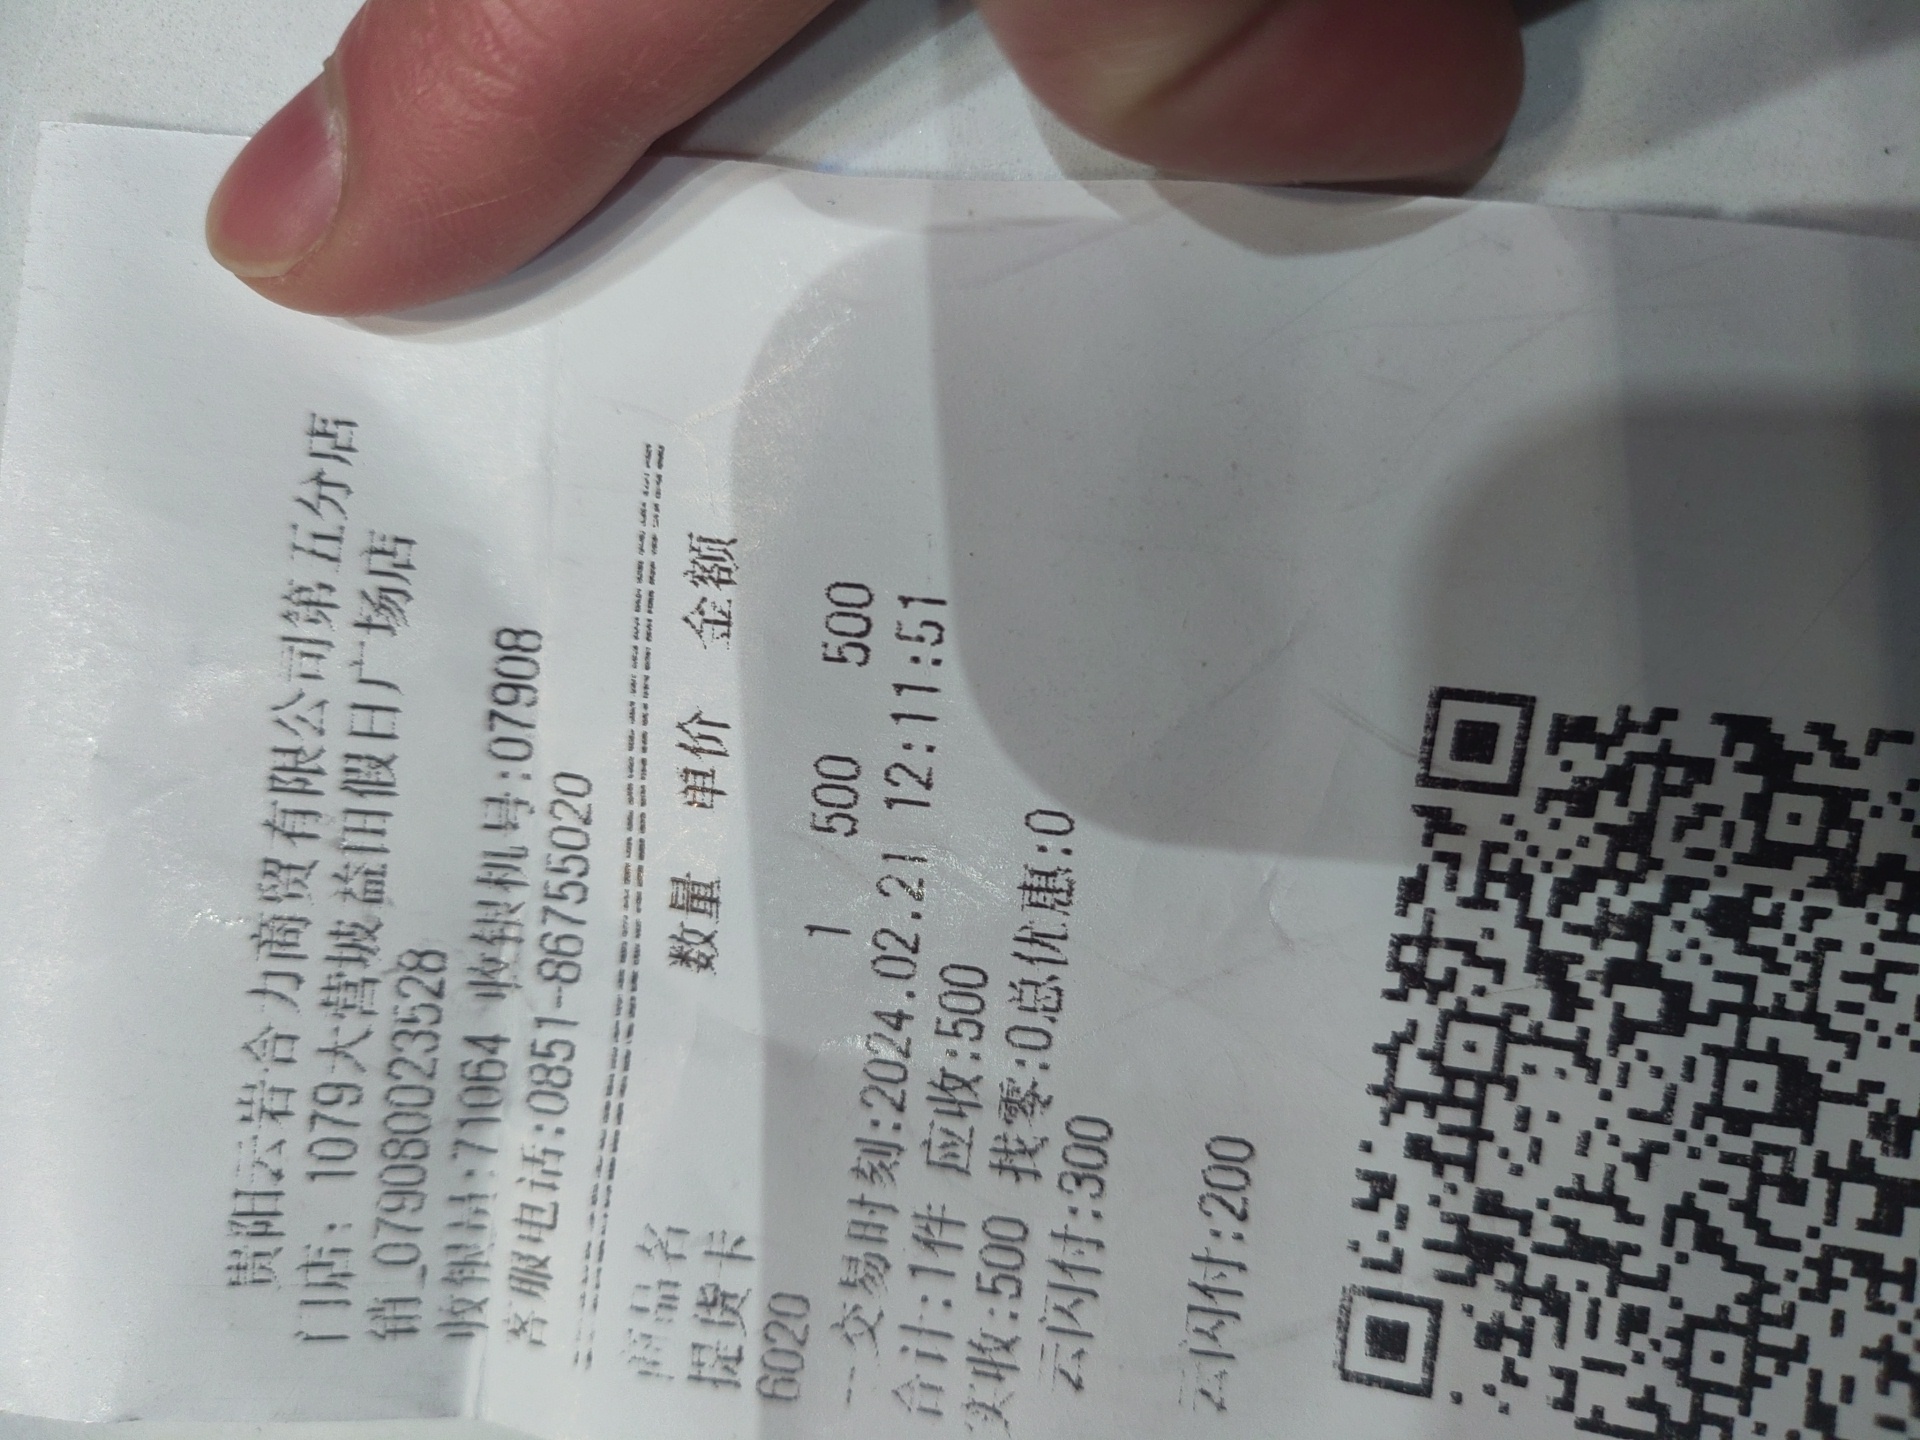 贵阳云岩合力商贸有限公司第五分店
门店：1079大营坡益田假日广场店
销_0790800235528
收银员:71064 收银机号:07908
客服电话:0851-86755020
商品名 数量 单价 金额
提货卡
6020 1 500 500
--交易时刻:2024.02.21 12:11:51
合计:1件 应收:500
实收:500 找零:0总优惠:0
云闪付:300
云闪付:200